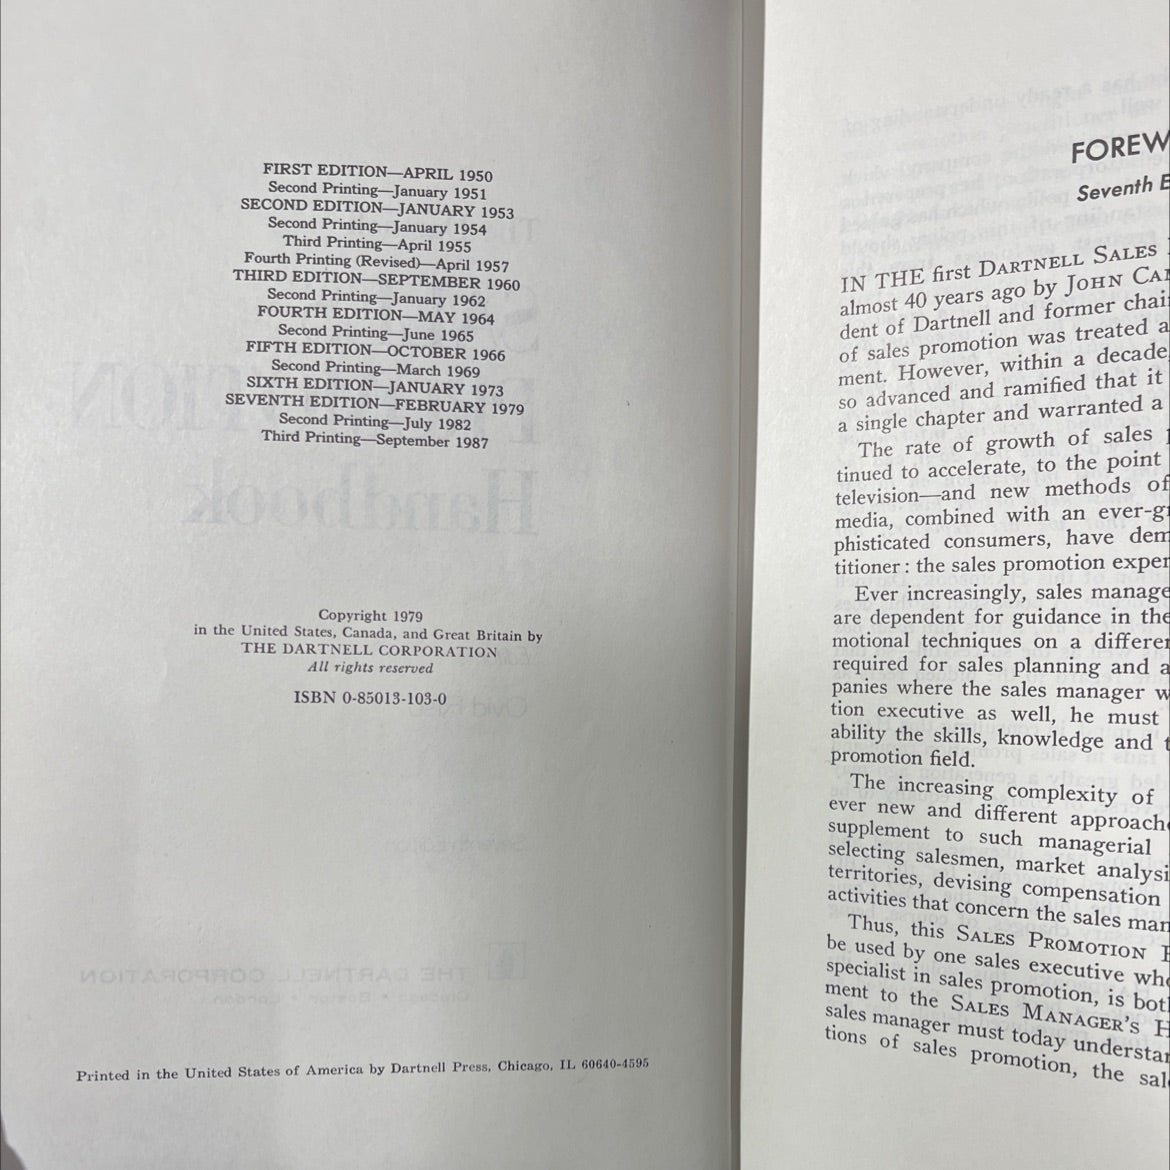 FIRST EDITION—APRIL 1950
Second Printing—January 1951
SECOND EDITION—JANUARY 1953
Second Printing—January 1954
Third Printing—April 1955
Fourth Printing (Revised)—April 1957
THIRD EDITION—SEPTEMBER 1960
Second Printing—January 1962
FOURTH EDITION—MAY 1964
Second Printing—June 1965
FIFTH EDITION—OCTOBER 1966
Second Printing—March 1969
SIXTH EDITION—JANUARY 1973
SEVENTH EDITION—FEBRUARY 1979
Second Printing—July 1982
Third Printing—September 1987
Copyright 1979
in the United States, Canada, and Great Britain by
THE DARTNELL CORPORATION
All rights reserved
ISBN 0-85013-103-0
Printed in the United States of America by Dartnell Press, Chicago, IL 60640-4595
FOREW
Seventh E
IN THE first DARTNELL SALES
almost 40 years ago by JOHN CA
dent of Dartnell and former chai
of sales promotion was treated a
ment. However, within a decade,
so advanced and ramified that it
a single chapter and warranted a
The rate of growth of sales
tinued to accelerate, to the point
television—and new methods of
media, combined with an ever-g
phisticated consumers, have dem
titioner: the sales promotion exper
Ever increasingly, sales manage
are dependent for guidance in the
motional techniques on a differe
required for sales planning and a
panies where the sales manager w
tion executive as well, he must
ability the skills, knowledge and t
promotion field.
The increasing complexity of
ever new and different approache
supplement to such managerial
selecting salesmen, market analysi
territories, devising compensation
activities that concern the sales man
Thus, this SALES PROMOTION H
be used by one sales executive who
specialist in sales promotion, is bot
ment to the SALES MANAGER'S H
sales manager must today understan
tions of sales promotion, the sal